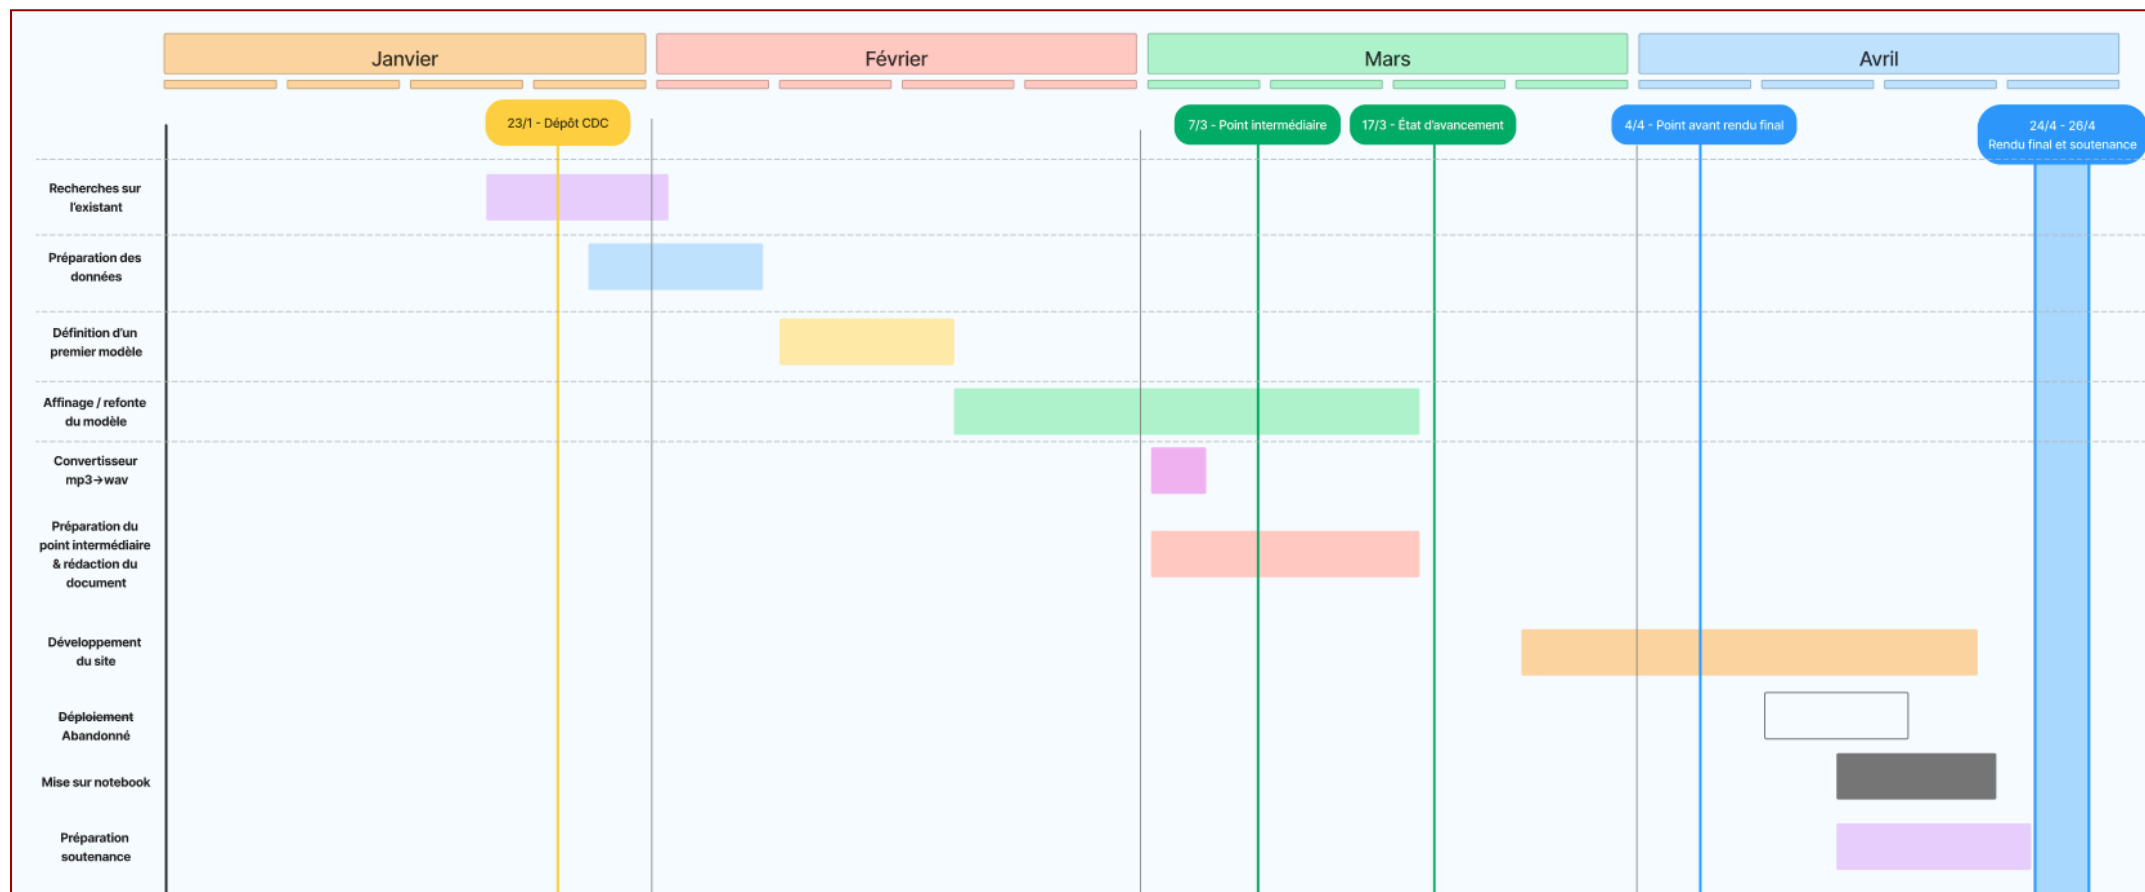 Janvier
Février
Mars
Avril
23/1 - Dépôt CDC
7/3 - Point intermédiaire
17/3 - État d'avancement
4/4 - Point avant rendu final
24/4 - 26/4
Rendu final et soutenance
Recherches sur
l'existant
Préparation des
données
Définition d'un
premier modèle
Affinage / refonte
du modèle
Convertisseur
mp3→wav
Préparation du
point intermédiaire
& rédaction du
document
Développement
du site
Déploiement
Abandonné
Mise sur notebook
Préparation
soutenance